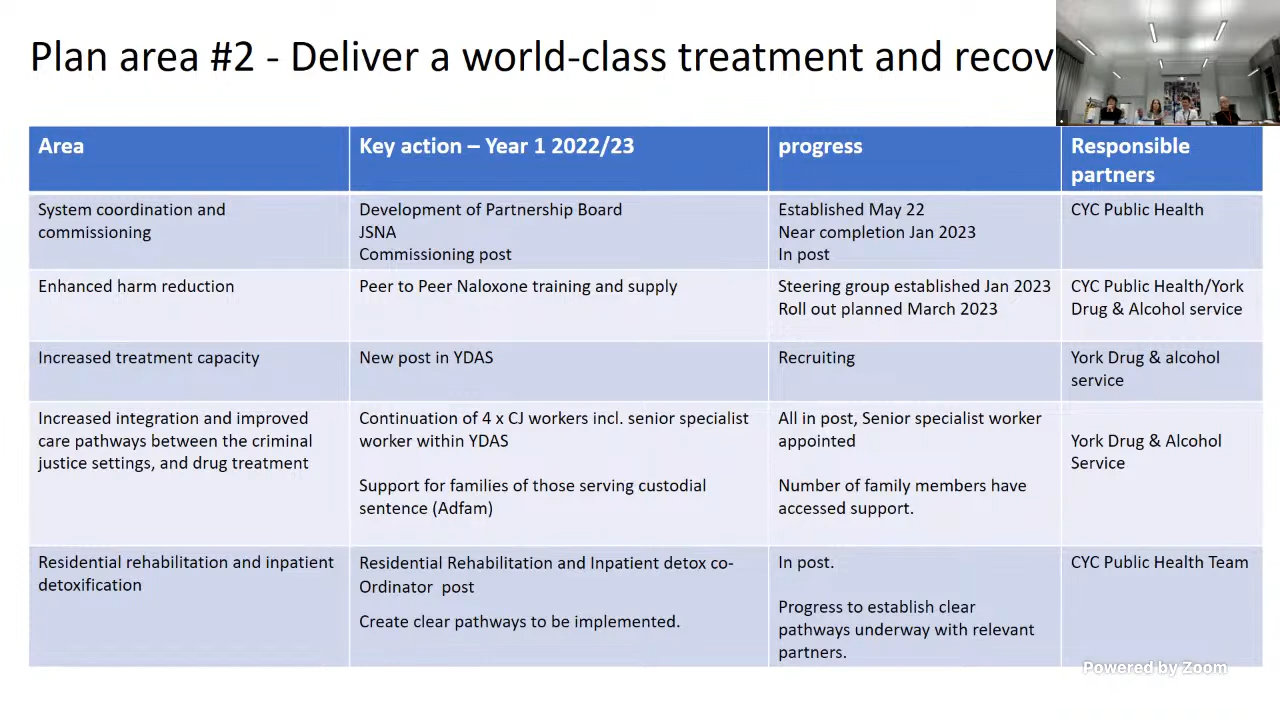 Plan area #2 - Deliver a world-class treatment and recov
Area
Key action – Year 1 2022/23
progress
Responsible
partners
System coordination and
commissioning
Development of Partnership Board
JSNA
Commissioning post
Established May 22
Near completion Jan 2023
In post
CYC Public Health
Enhanced harm reduction
Peer to Peer Naloxone training and supply
Steering group established Jan 2023
Roll out planned March 2023
CYC Public Health/York
Drug & Alcohol service
Increased treatment capacity
New post in YDAS
Recruiting
York Drug & alcohol
service
Increased integration and improved
care pathways between the criminal
justice settings, and drug treatment
Continuation of 4 x CJ workers incl. senior specialist
worker within YDAS
Support for families of those serving custodial
sentence (Adfam)
All in post, Senior specialist worker
appointed
Number of family members have
accessed support.
York Drug & Alcohol
Service
Residential rehabilitation and inpatient
detoxification
Residential Rehabilitation and Inpatient detox co-
Ordinator  post
Create clear pathways to be implemented.
In post.
Progress to establish clear
pathways underway with relevant
partners.
CYC Public Health Team
Powered by Zoom